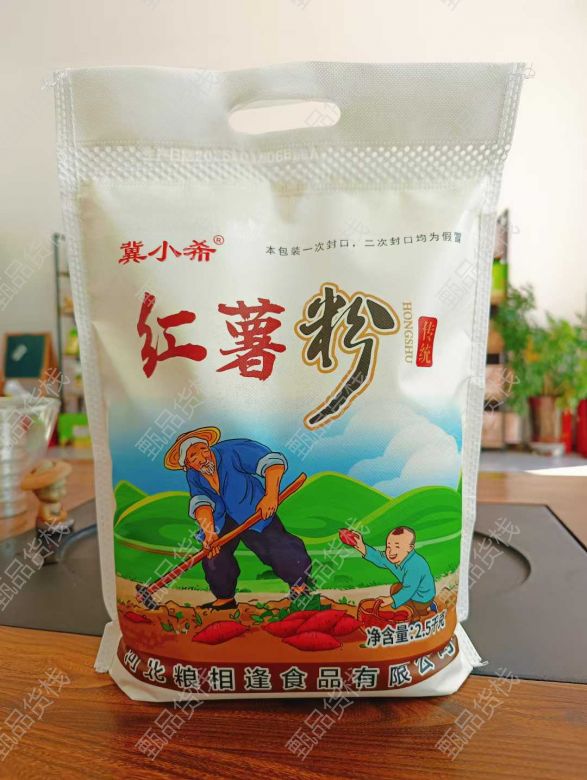 冀小希®
本包装一次封口，二次封口均为假冒
红薯粉
HONGSHU
传统
净含量:2.5千克
河北粮相逢食品有限公司
甄品货栈